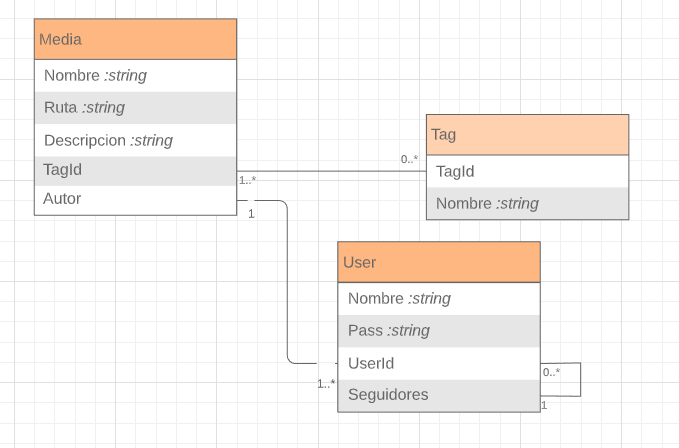 Media
Nombre :string
Ruta :string
Descripcion :string
TagId
Autor
1..*
0..*
1
Tag
TagId
Nombre :string
User
Nombre :string
Pass :string
UserId
Seguidores
1..*
0..*
1